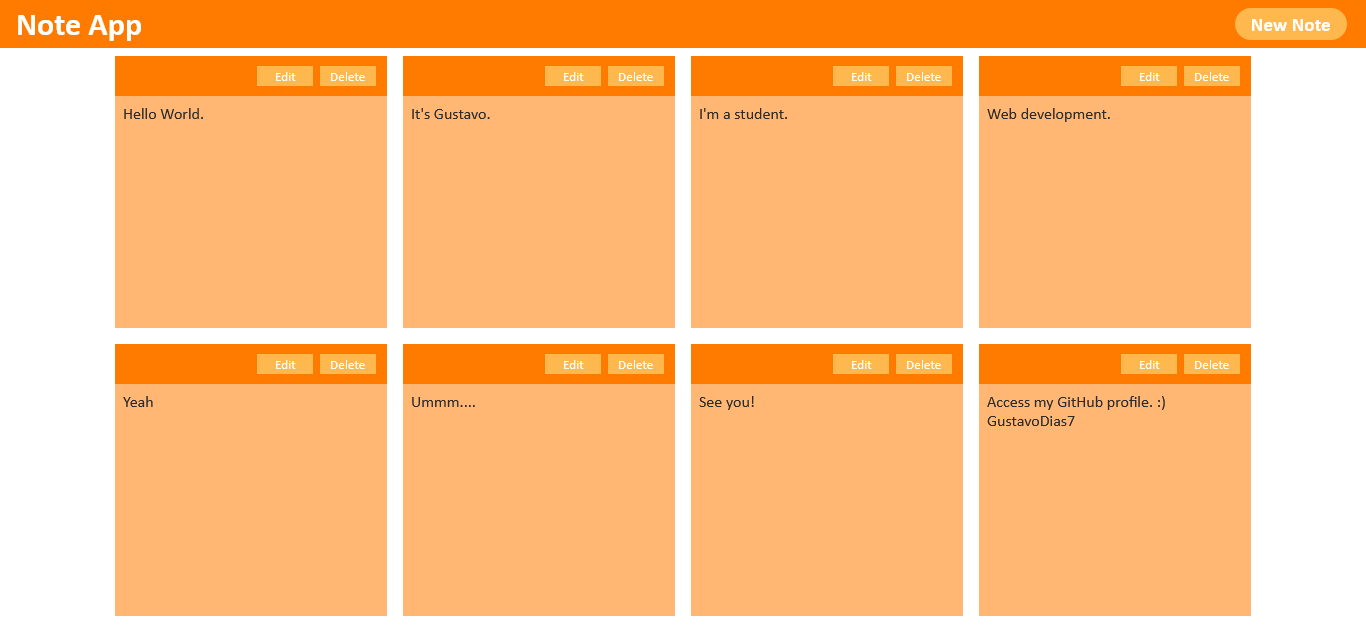 Note App
New Note
Edit Delete
Hello World.
Edit Delete
It's Gustavo.
Edit Delete
I'm a student.
Edit Delete
Web development.
Edit Delete
Yeah
Edit Delete
Ummm....
Edit Delete
See you!
Edit Delete
Access my GitHub profile. :)
GustavoDias7